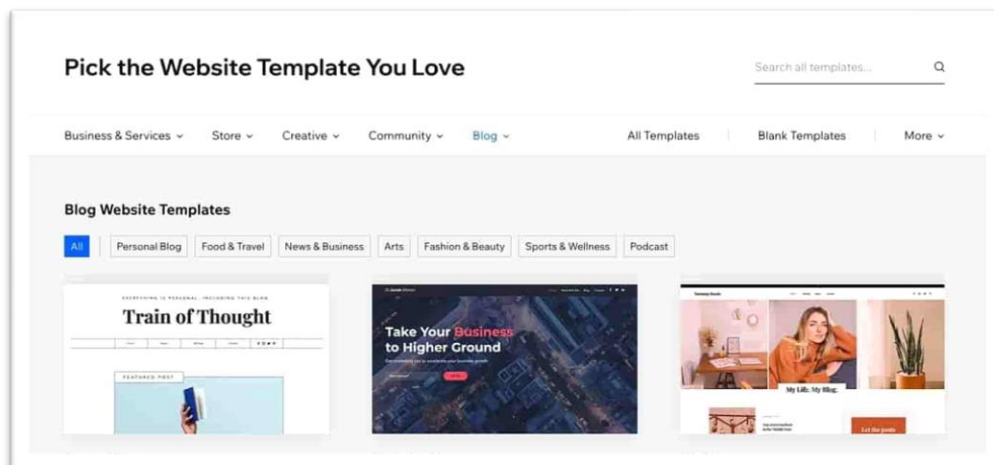 Pick the Website Template You Love
Search all templates...
Business & Services Store Creative Community Blog All Templates Blank Templates More
Blog Website Templates
All Personal Blog Food & Travel News & Business Arts Fashion & Beauty Sports & Wellness Podcast
EVERYTHING IS PERSONAL. INCLUDING THIS BLOG
Train of Thought
FEATURED POST
Take Your Business
to Higher Ground
My Life. My Blog.
Let the posts